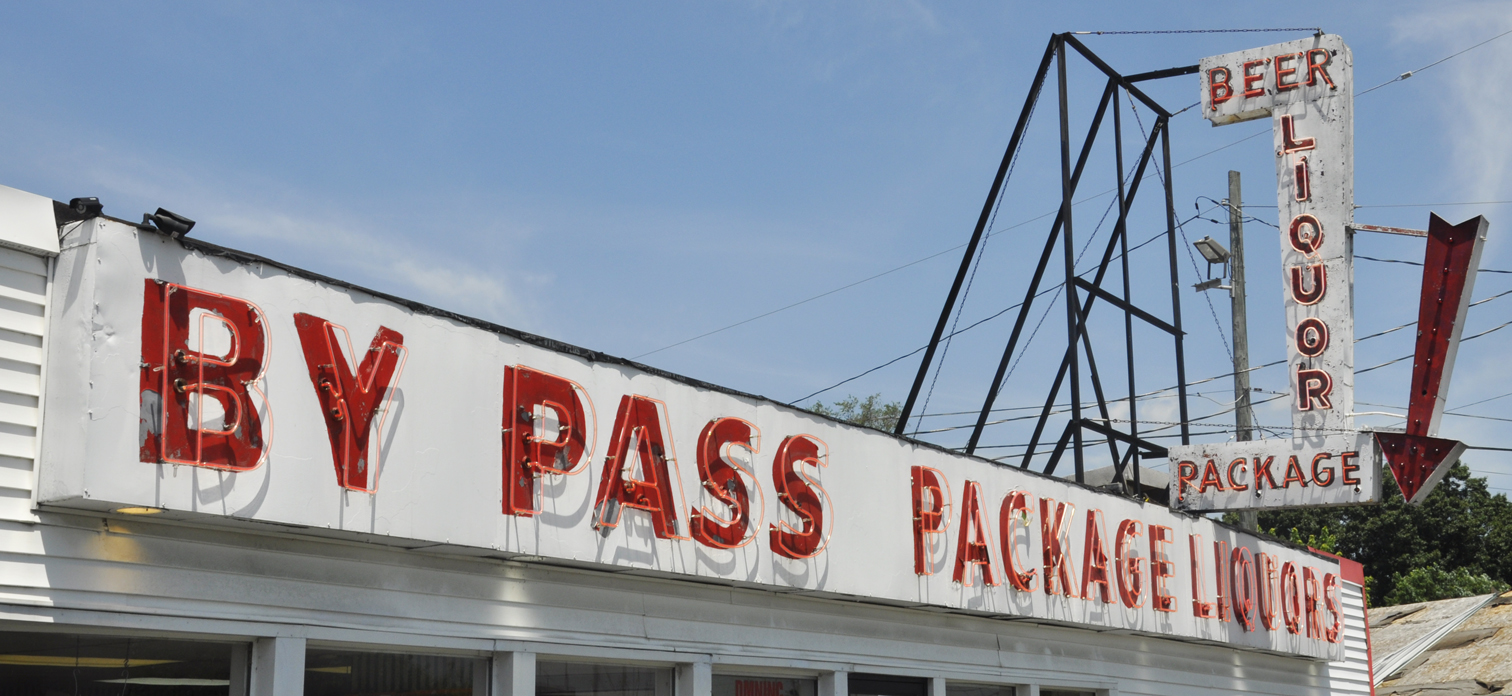 BEER
LIQUOR
PACKAGE
BY PASS PACKAGE LIQUORS